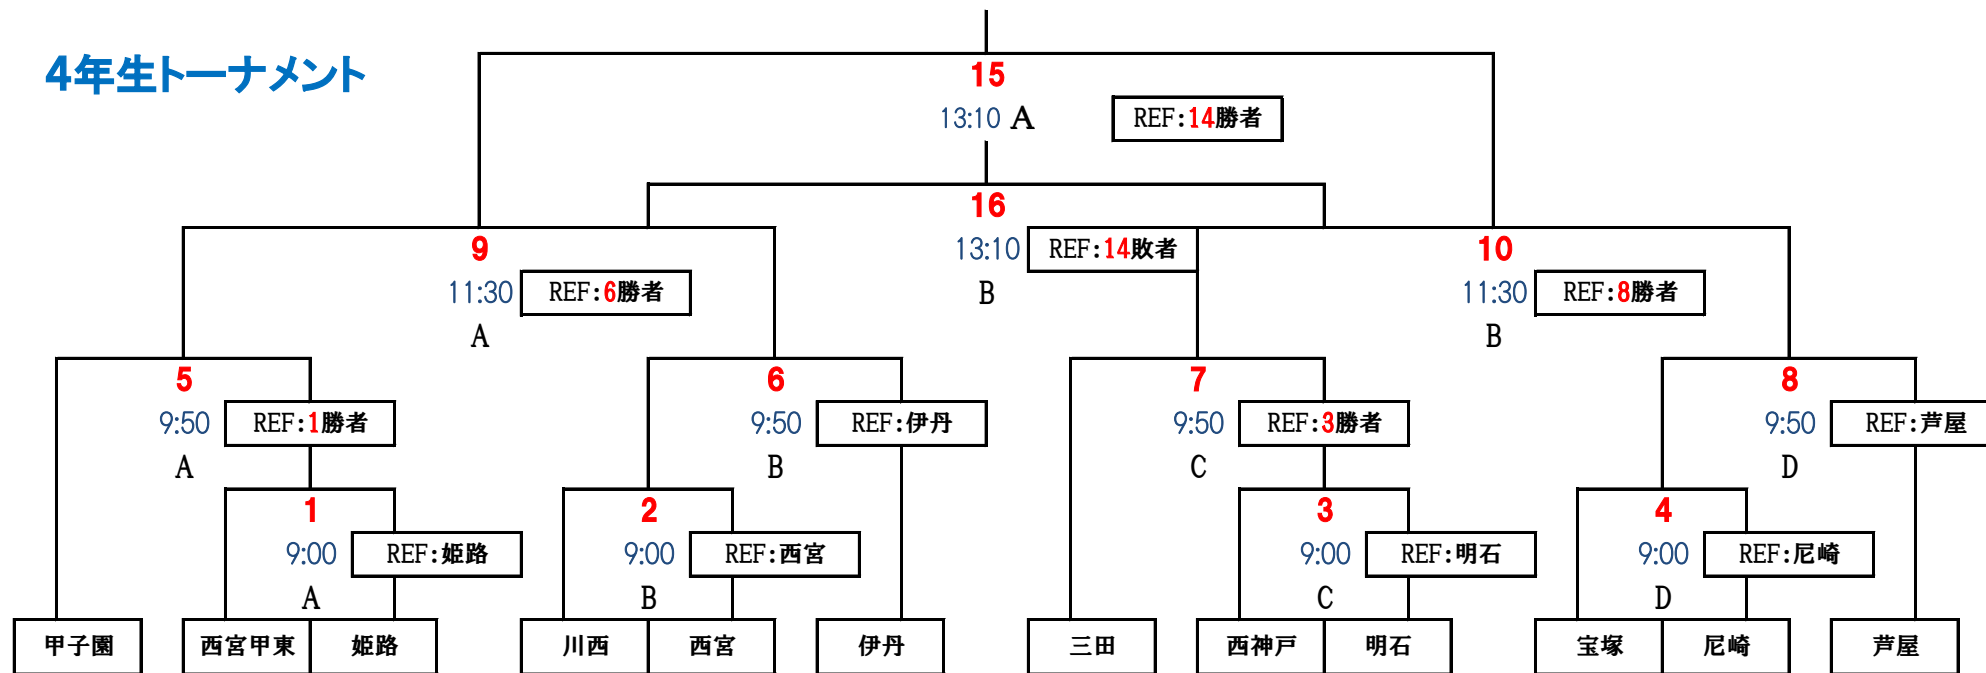 4年生トーナメント
15
13:10 A
REF:14勝者
16
13:10
REF:14敗者
B
9
11:30
REF:6勝者
A
10
11:30
REF:8勝者
B
5
9:50
REF:1勝者
A
6
9:50
REF:伊丹
B
7
9:50
REF:3勝者
C
8
9:50
REF:芦屋
D
1
9:00
REF:姫路
A
2
9:00
REF:西宮
B
3
9:00
REF:明石
C
4
9:00
REF:尼崎
D
甲子園
西宮甲東
姫路
川西
西宮
伊丹
三田
西神戸
明石
宝塚
尼崎
芦屋